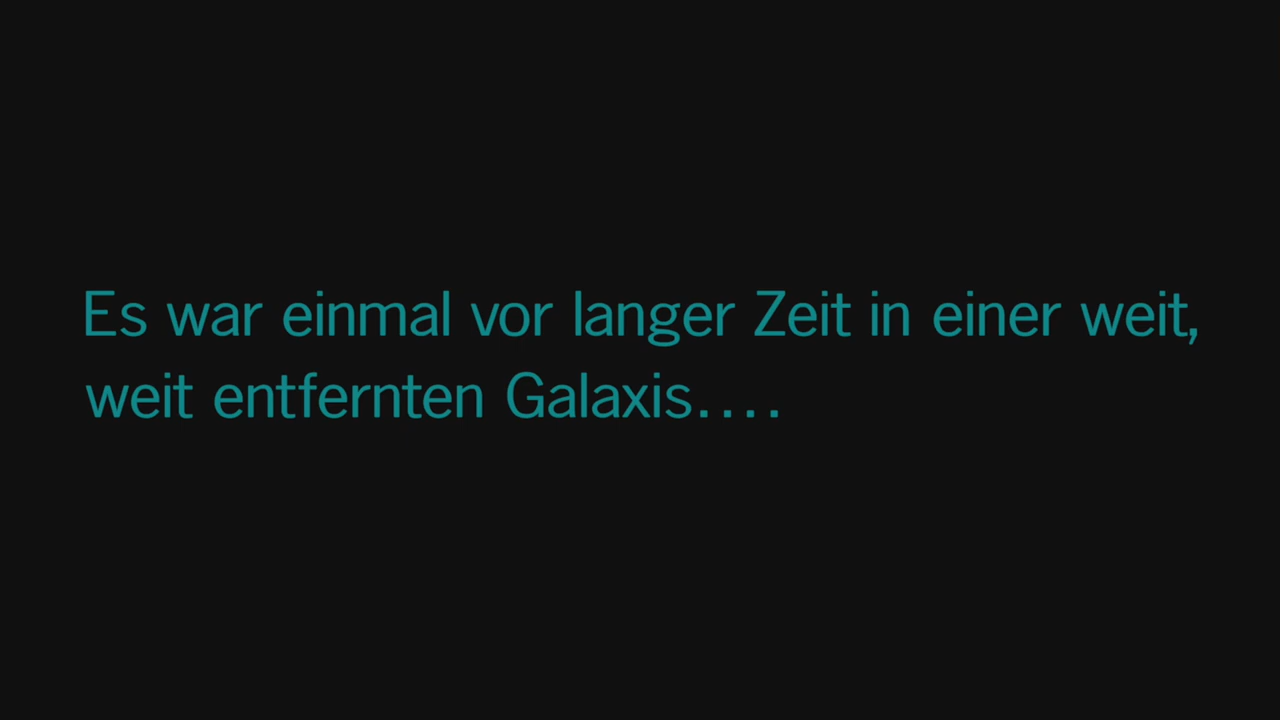 Es war einmal vor langer Zeit in einer weit,
weit entfernten Galaxis....